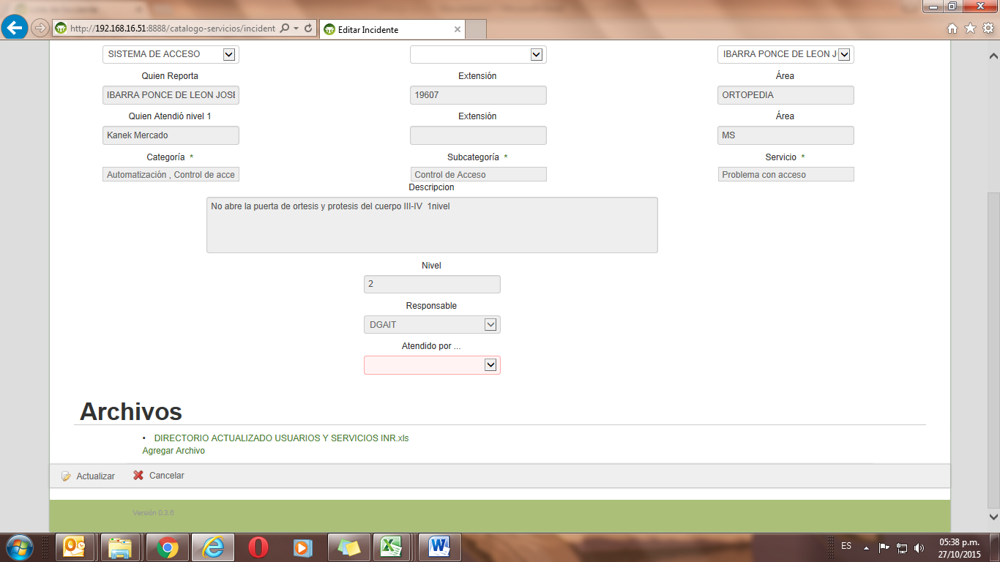 http://192.168.16.51:8888/catalogo-servicios/incident
Editar Incidente
SISTEMA DE ACCESO
IBARRA PONCE DE LEON J
Quien Reporta
Extensión
Área
IBARRA PONCE DE LEON JOSE
19607
ORTOPEDIA
Quien Atendió nivel 1
Extensión
Área
Kanek Mercado
MS
Categoría *
Subcategoría *
Servicio *
Automatización , Control de acce
Control de Acceso
Problema con acceso
Descripcion
No abre la puerta de ortesis y protesis del cuerpo III-IV 1nivel
Nivel
2
Responsable
DGAIT
Atendido por ...
Archivos
• DIRECTORIO ACTUALIZADO USUARIOS Y SERVICIOS INR.xls
Agregar Archivo
Actualizar
Cancelar
Versión 0.3.6
ES
05:38 p.m.
27/10/2015